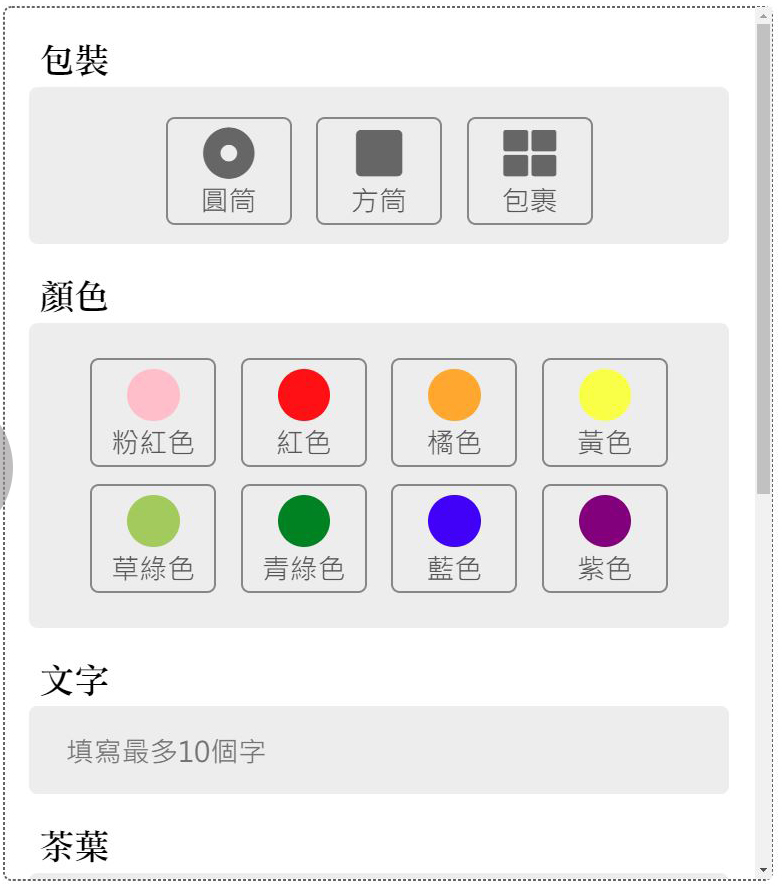 包裝
圓筒 方筒 包裹
顏色
粉紅色 紅色 橘色 黃色
草綠色 青綠色 藍色 紫色
文字
填寫最多10個字
茶葉